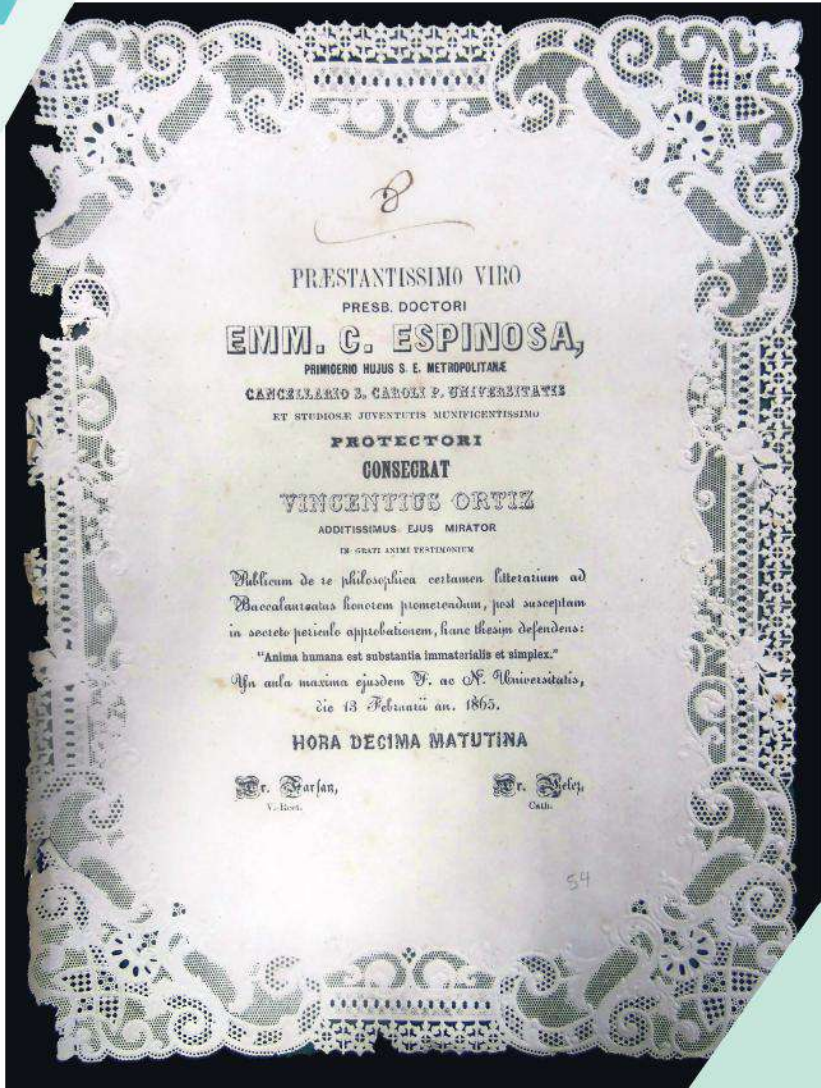 8
PRÆSTANTISSIMO VIRO
PRESB. DOCTORI
EMM. C. ESPINOSA,
PRIMICERIO HUJUS S. E. METROPOLITANÆ
CANCELLARIO S. CAROLI P. UNIVERSITATIS
ET STUDIOSÆ JUVENTUTIS MUNIFICENTISSIMO
PROTECTORI
CONSECRAT
VINCENTIUS ORTIZ
ADDITISSIMUS EJUS MIRATOR
IN GRATI ANIMI TESTIMONIUM
Publicum de re philosophica certamen litterarium ad
Baccalaureatus honorem promerendum, post susceptam
in secreto periculo approbationem, hanc thesim defendens:
"Anima humana est substantia immaterialis et simplex."
In aula maxima ejusdem P. ac N. Universitatis,
die 13 Februarii an. 1865.
HORA DECIMA MATUTINA
Dr. Farfan, Dr. Velez,
V.-Rect. Cath.
54